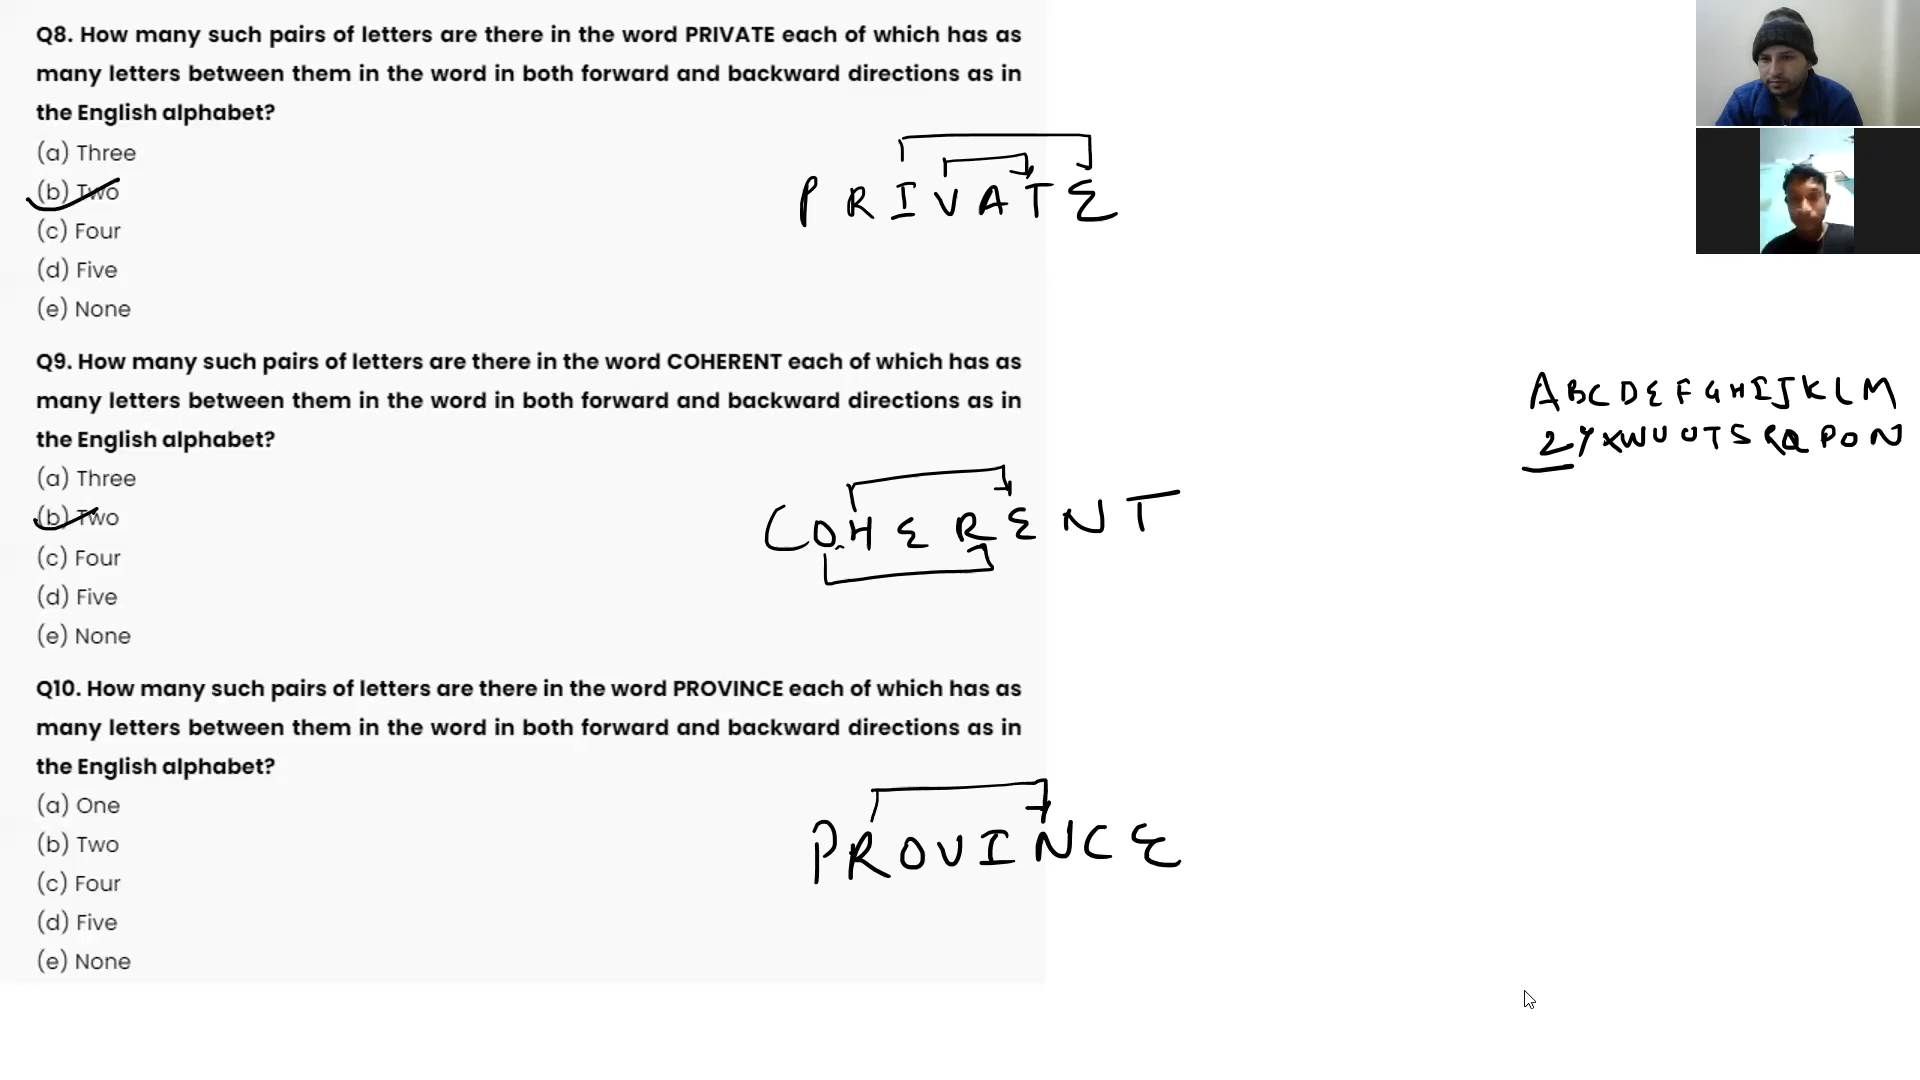 Q8. How many such pairs of letters are there in the word PRIVATE each of which has as
many letters between them in the word in both forward and backward directions as in
the English alphabet?
(a) Three
(b) Two
(c) Four
(d) Five
(e) None
P R I V A T E
Q9. How many such pairs of letters are there in the word COHERENT each of which has as
many letters between them in the word in both forward and backward directions as in
the English alphabet?
(a) Three
(b) Two
(c) Four
(d) Five
(e) None
C O H E R E N T
A B C D E F G H I J K L M
Z Y X W V U T S R Q P O N
Q10. How many such pairs of letters are there in the word PROVINCE each of which has as
many letters between them in the word in both forward and backward directions as in
the English alphabet?
(a) One
(b) Two
(c) Four
(d) Five
(e) None
P R O V I N C E